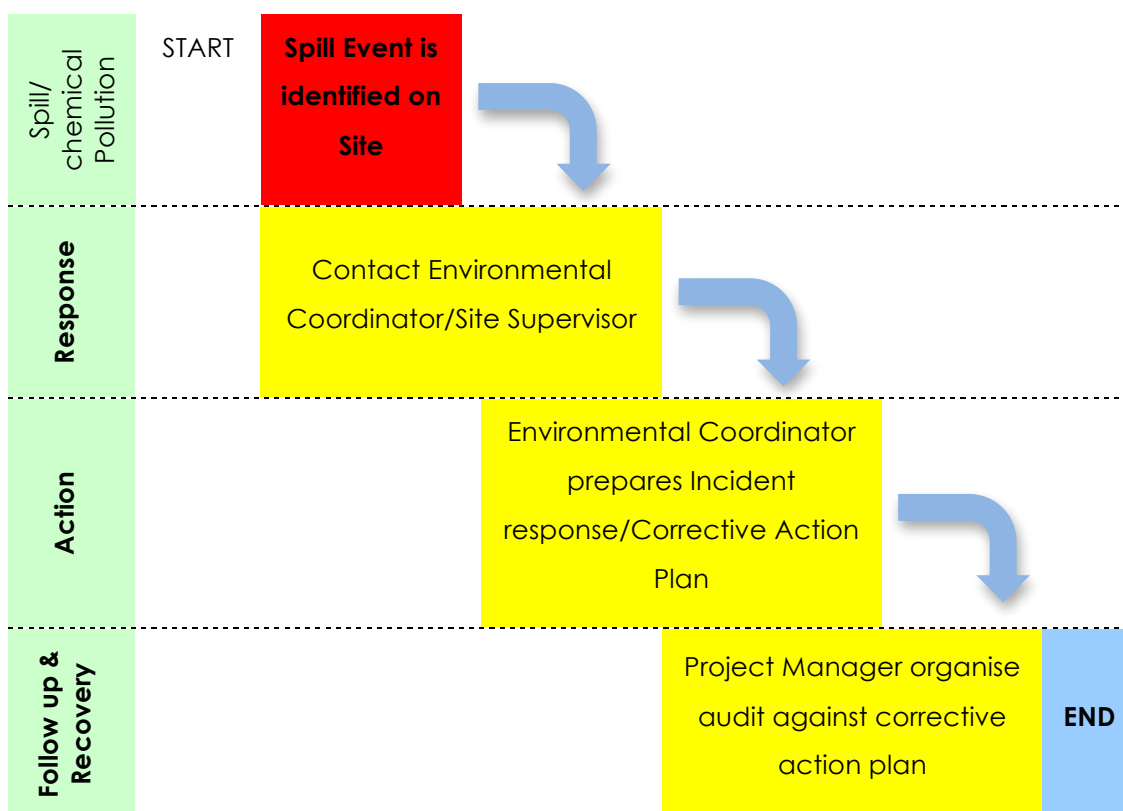 Spill/
chemical
Pollution
START
Spill Event is
identified on
Site
Response
Contact Environmental
Coordinator/Site Supervisor
Action
Environmental Coordinator
prepares Incident
response/Corrective Action
Plan
Follow up &
Recovery
Project Manager organise
audit against corrective
action plan
END